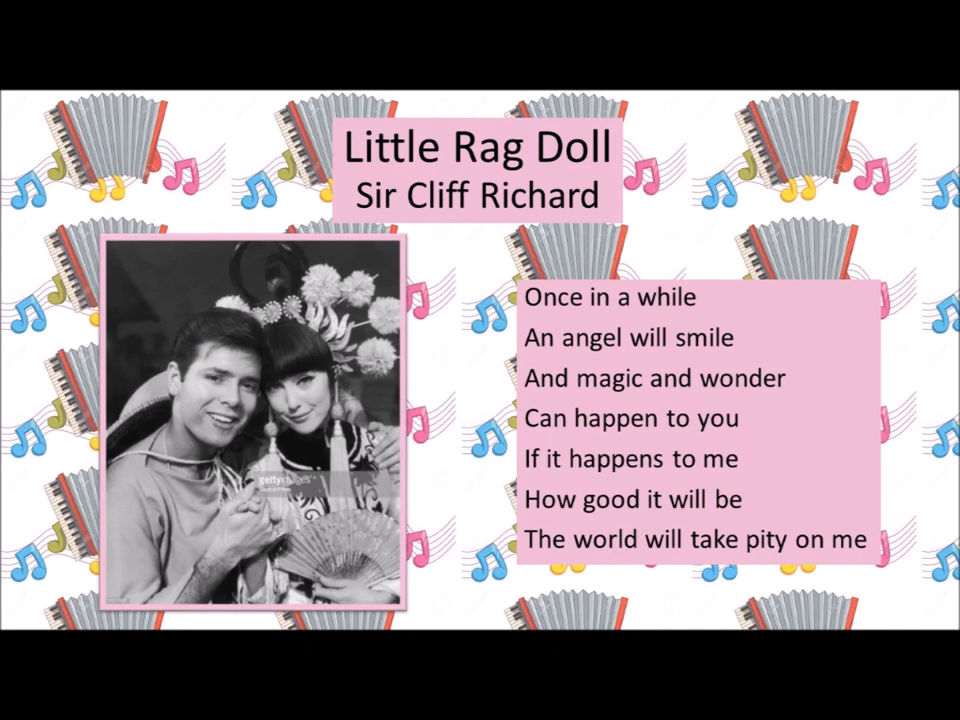 Little Rag Doll
Sir Cliff Richard
Once in a while
An angel will smile
And magic and wonder
Can happen to you
If it happens to me
How good it will be
The world will take pity on me
gettyimages